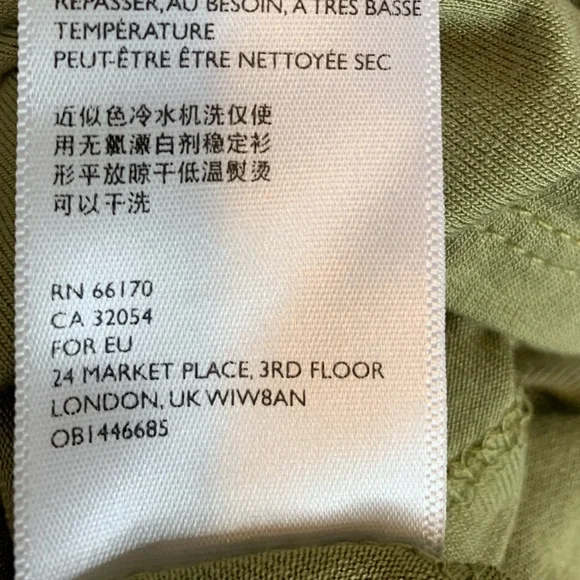 REPASSER, AU BESOIN, A TRES BASSE
TEMPÉRATURE
PEUT-ÊTRE ÊTRE NETTOYÉE SEC
近似色冷水机洗仅使
用无氯漂白剂稳定衫
形平放晾干低温熨烫
可以干洗
RN 66170
CA 32054
FOR EU
24 MARKET PLACE, 3RD FLOOR
LONDON, UK W1W8AN
OB1446685